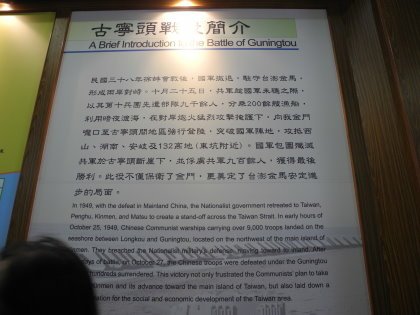 古寧頭戰 簡介
A Brief Introduction the Battle of Guningtou
民國三十八年徐蚌會戰後,國軍撤退,駐守台澎金馬,
形成兩岸對峙。十月二十五日,共軍趁國軍未穩之際,
以其第十兵團先遣部隊九千餘人,分乘200餘艘漁船,
利用暗夜渡海,在對岸炮火猛烈攻擊掩護下,向我金門
嚨口至古寧頭間地區強行登陸,突破國軍陣地,攻抵西
山、湖南、安岐及132高地(東坑附近)。國軍包圍殲滅
共軍於古寧頭斷崖下,並俘虜共軍九百餘人,獲得最後
勝利。此役不僅保衛了金門,更奠定了台澎金馬安定進
步的局面。
In 1949, with the defeat in Mainland China, the Nationalist government retreated to Taiwan,
Penghu, Kinmen, and Matsu to create a stand-off across the Taiwan Strait. In early hours of
October 25, 1949, Chinese Communist warships carrying over 9,000 troops landed on the
seashore between Longkou and Guningtou, located on the northwest of the main island of
Kinmen. They breached the Nationalist military's defense, moving toward to inland. After
days of battle, on October 27, the Chinese troops were defeated under the Guningtou
hundreds surrendered. This victory not only frustrated the Communists' plan to take
Kinmen and its advance toward the main island of Taiwan, but also laid down a
foundation for the social and economic development of the Taiwan area.